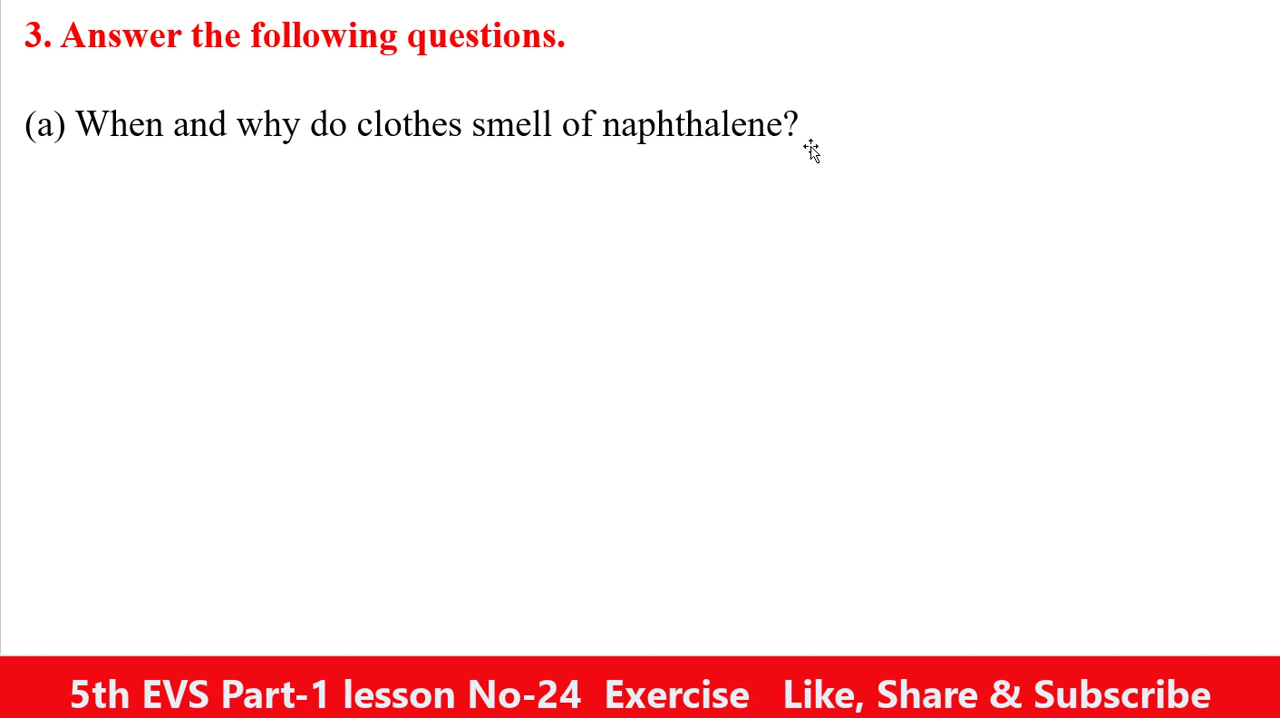 3. Answer the following questions.
(a) When and why do clothes smell of naphthalene?
5th EVS Part-1 lesson No-24 Exercise Like, Share & Subscribe